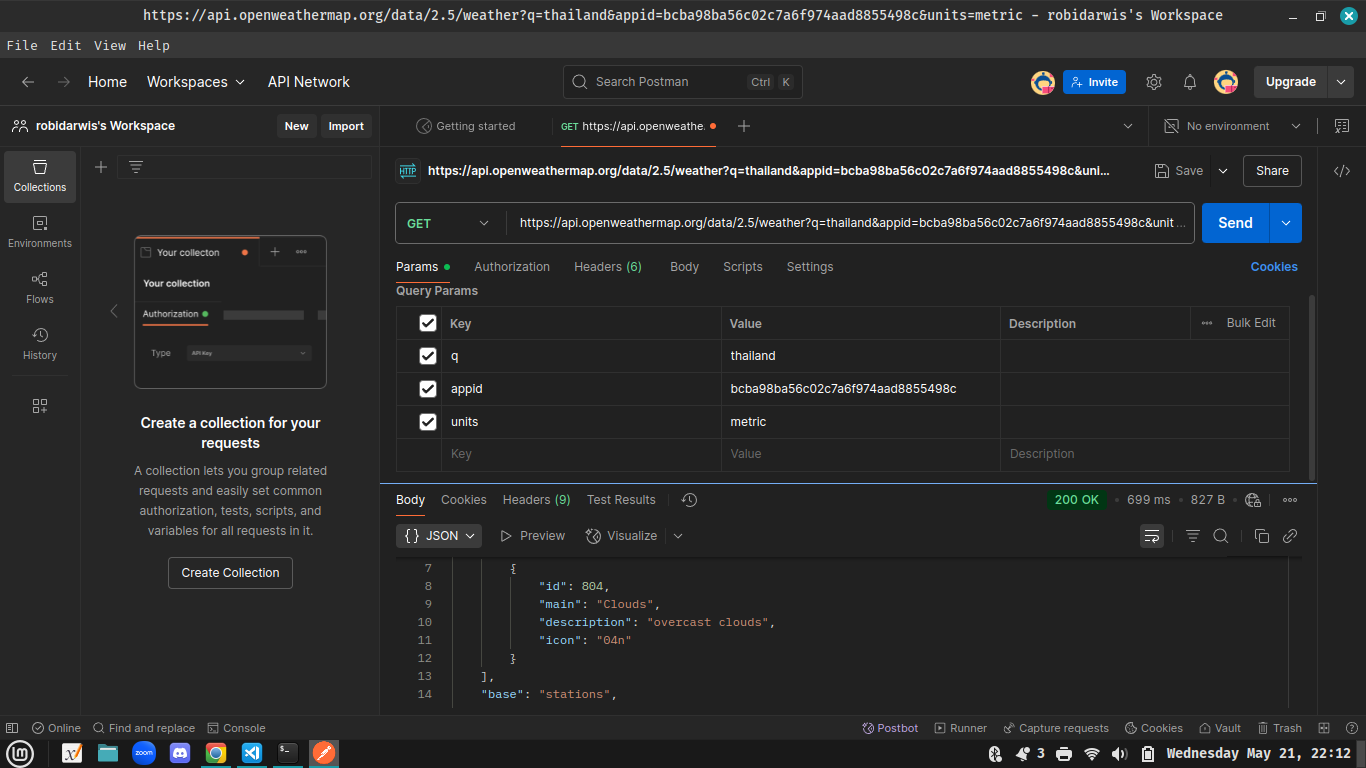 https://api.openweathermap.org/data/2.5/weather?q=thailand&appid=bcba98ba56c02c7a6f974aad8855498c&units=metric - robidarwis's Workspace
File Edit View Help
Home Workspaces API Network Search Postman Ctrl K Invite Upgrade
robidarwis's Workspace New Import Getting started GET https://api.openweathe. No environment
Collections
Environments
Flows
History
Your collecton
Your collection
Authorization
Type API Key
Create a collection for your
requests
A collection lets you group related
requests and easily set common
authorization, tests, scripts, and
variables for all requests in it.
Create Collection
HTTP https://api.openweathermap.org/data/2.5/weather?q=thailand&appid=bcba98ba56c02c7a6f974aad8855498c&uni... Save Share
GET https://api.openweathermap.org/data/2.5/weather?q=thailand&appid=bcba98ba56c02c7a6f974aad8855498c&unit ... Send
Params Authorization Headers (6) Body Scripts Settings Cookies
Query Params
Key Value Description Bulk Edit
q thailand
appid bcba98ba56c02c7a6f974aad8855498c
units metric
Key Value Description
Body Cookies Headers (9) Test Results 200 OK 699 ms 827 B
{} JSON Preview Visualize
7 {
8 "id": 804,
9 "main": "Clouds",
10 "description": "overcast clouds",
11 "icon": "04n"
12 }
13 ],
14 "base": "stations",
Online Find and replace Console Postbot Runner Capture requests Cookies Vault Trash
zoom 3 Wednesday May 21, 22:12